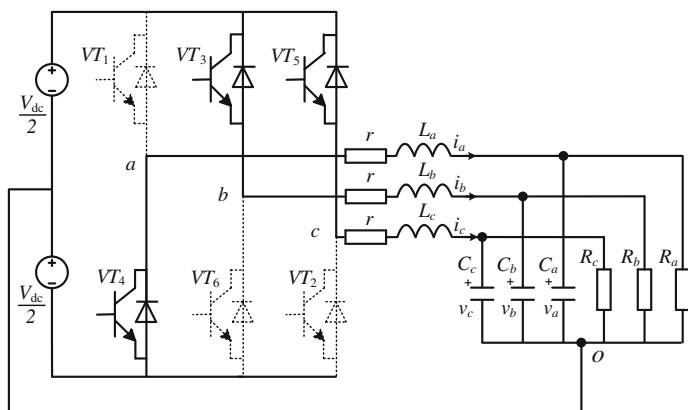 VT1
VT3
VT5
Vdc
2
a
r
La
ia
b
r
Lb
ib
c
r
Lc
ic
Vdc
2
VT4
VT6
VT2
Cc
Cb
Ca
Rc
Rb
Ra
+
vc
+
vb
+
va
o